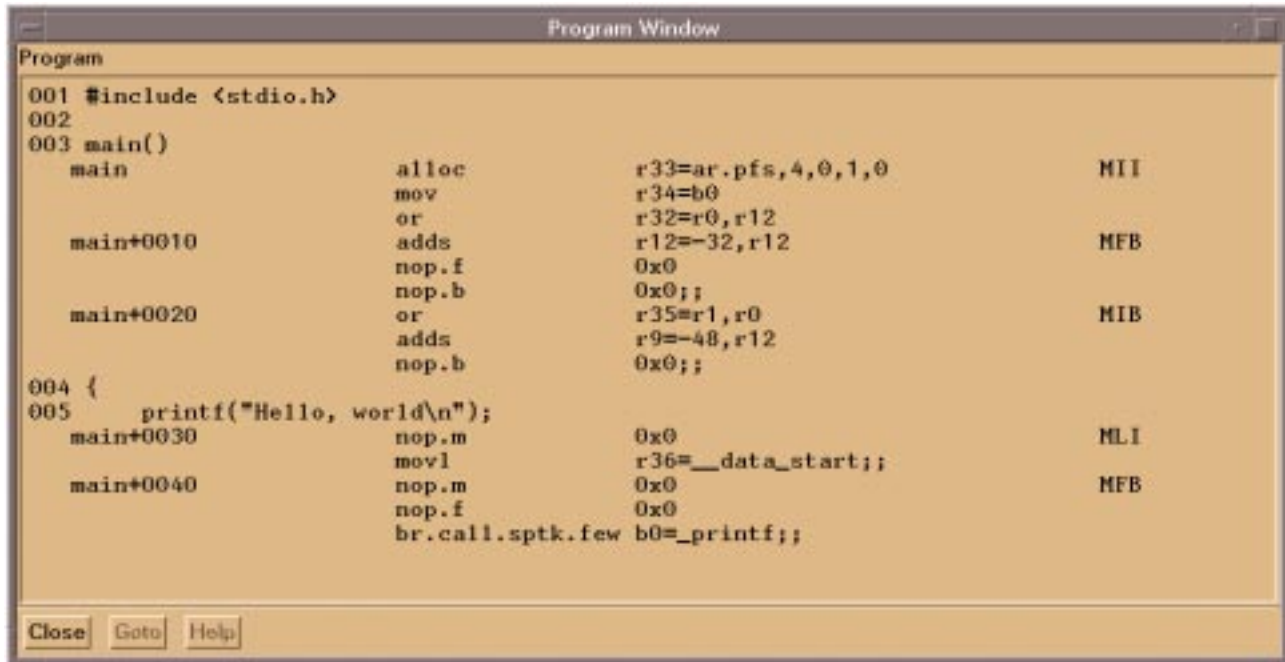 Program Window
Program
001 #include <stdio.h>
002
003 main()
main alloc r33=ar.pfs,4,0,1,0 MII
mov r34=b0
or r32=r0,r12
main+0010 adds r12=-32,r12 MFB
nop.f 0x0
nop.b 0x0;;
main+0020 or r35=r1,r0 MIB
adds r9=-48,r12
nop.b 0x0;;
004 {
005 printf("Hello, world\n");
main+0030 nop.m 0x0 MLI
movl r36=__data_start;;
main+0040 nop.m 0x0 MFB
nop.f 0x0
br.call.sptk.few b0=_printf;;
Close Goto Help